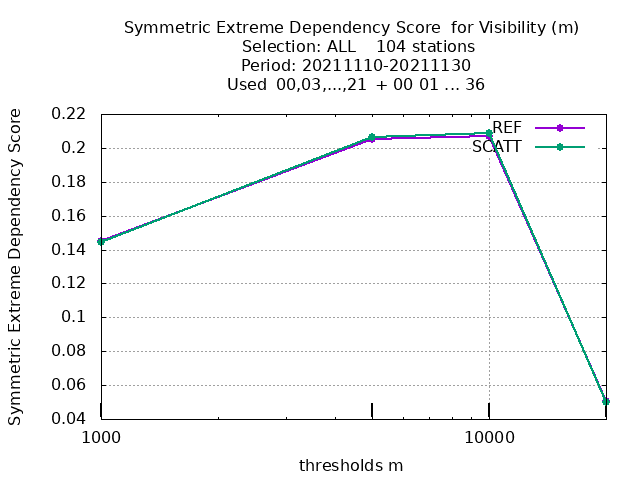 Symmetric Extreme Dependency Score  for Visibility (m)
Selection: ALL    104 stations
Period: 20211110-20211130
Used  00,03,...,21  + 00 01 ... 36
Symmetric Extreme Dependency Score
0.22
0.2
0.18
0.16
0.14
0.12
0.1
0.08
0.06
0.04
REF
SCATT
1000
10000
thresholds m